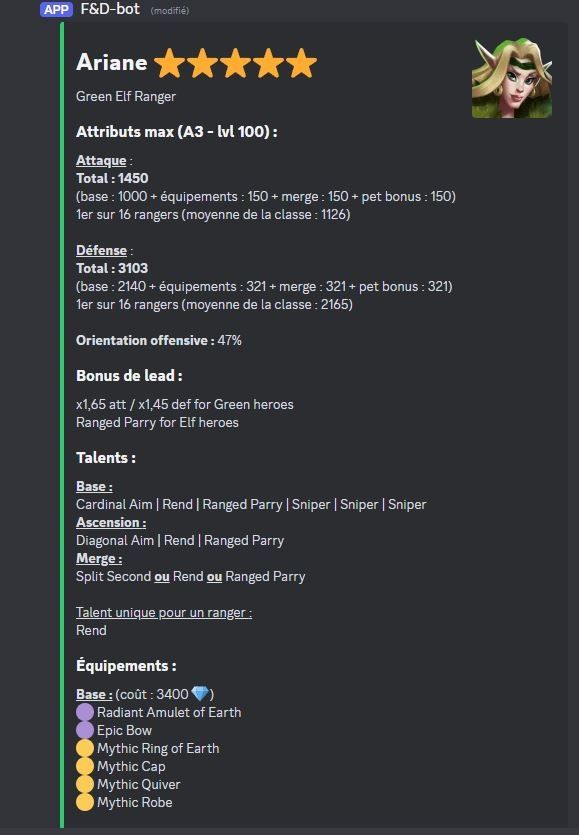 APP F&D-bot (modifié)
Ariane
Green Elf Ranger
Attributs max (A3 - lvl 100) :
Attaque :
Total : 1450
(base : 1000 + équipements : 150 + merge : 150 + pet bonus : 150)
1er sur 16 rangers (moyenne de la classe : 1126)
Défense :
Total : 3103
(base : 2140 + équipements : 321 + merge : 321 + pet bonus : 321)
1er sur 16 rangers (moyenne de la classe : 2165)
Orientation offensive : 47%
Bonus de lead :
x1,65 att / x1,45 def for Green heroes
Ranged Parry for Elf heroes
Talents :
Base :
Cardinal Aim | Rend | Ranged Parry | Sniper | Sniper | Sniper
Ascension :
Diagonal Aim | Rend | Ranged Parry
Merge :
Split Second ou Rend ou Ranged Parry
Talent unique pour un ranger :
Rend
Équipements :
Base : (coût : 3400 💎)
Radiant Amulet of Earth
Epic Bow
Mythic Ring of Earth
Mythic Cap
Mythic Quiver
Mythic Robe